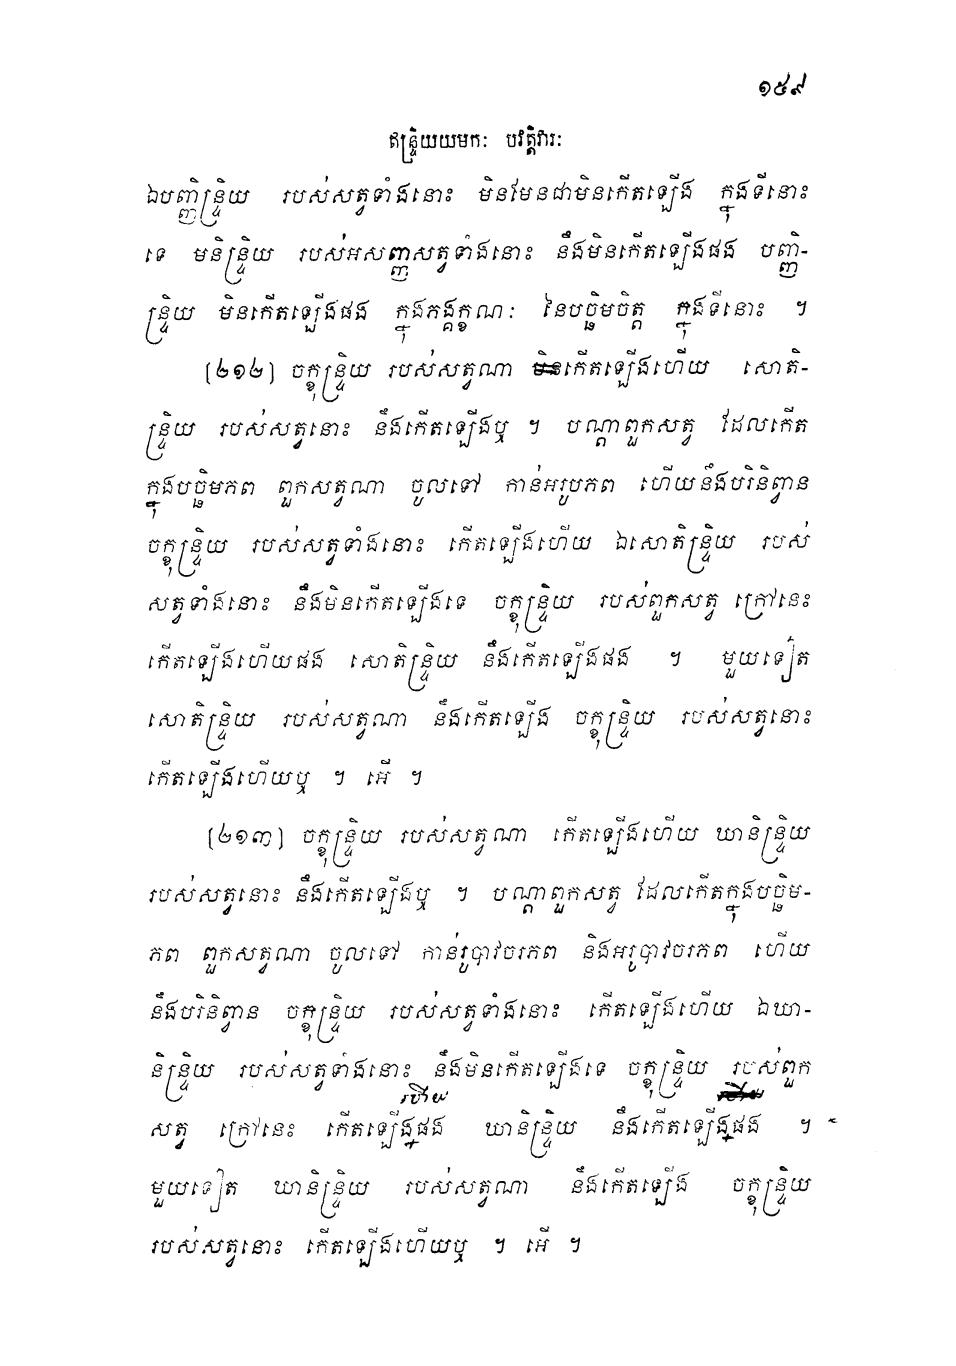 ១៥៩
ឥន្ទ្រិយយមកៈ បវត្តិវារៈ
ឯបញ្ញិន្ទ្រិយ របស់សត្វទាំងនោះ មិនមែនជាមិនកើតឡើង ក្នុងទីនោះ
ទេ មនិន្ទ្រិយ របស់អសញ្ញសត្វទាំងនោះ នឹងមិនកើតឡើងផង បញ្ញិ-
ន្ទ្រិយ មិនកើតឡើងផង ក្នុងភង្គក្ខណៈ នៃបច្ឆិមចិត្ត ក្នុងទីនោះ ។
(២១២) ចក្ខុន្ទ្រិយ របស់សត្វណា កើតឡើងហើយ សោតិ-
ន្ទ្រិយ របស់សត្វនោះ នឹងកើតឡើងឬ ។ បណ្តាពួកសត្វ ដែលកើត
ក្នុងបច្ឆិមភព ពួកសត្វណា ចូលទៅ កាន់អរូបភព ហើយនឹងបរិនិព្វាន
ចក្ខុន្ទ្រិយ របស់សត្វទាំងនោះ កើតឡើងហើយ ឯសោតិន្ទ្រិយ របស់
សត្វទាំងនោះ នឹងមិនកើតឡើងទេ ចក្ខុន្ទ្រិយ របស់ពួកសត្វ ក្រៅនេះ
កើតឡើងហើយផង សោតិន្ទ្រិយ នឹងកើតឡើងផង ។ មួយទៀត
សោតិន្ទ្រិយ របស់សត្វណា នឹងកើតឡើង ចក្ខុន្ទ្រិយ របស់សត្វនោះ
កើតឡើងហើយឬ ។ អើ ។
(២១៣) ចក្ខុន្ទ្រិយ របស់សត្វណា កើតឡើងហើយ ឃានិន្ទ្រិយ
របស់សត្វនោះ នឹងកើតឡើងឬ ។ បណ្តាពួកសត្វ ដែលកើតក្នុងបច្ឆិម-
ភព ពួកសត្វណា ចូលទៅ កាន់រូបាវចរភព និងអរូបាវចរភព ហើយ
នឹងបរិនិព្វាន ចក្ខុន្ទ្រិយ របស់សត្វទាំងនោះ កើតឡើងហើយ ឯឃា-
និន្ទ្រិយ របស់សត្វទាំងនោះ នឹងមិនកើតឡើងទេ ចក្ខុន្ទ្រិយ របស់ពួក
ហើយ
សត្វ ក្រៅនេះ កើតឡើងផង ឃានិន្ទ្រិយ នឹងកើតឡើងផង ។
មួយទៀត ឃានិន្ទ្រិយ របស់សត្វណា នឹងកើតឡើង ចក្ខុន្ទ្រិយ
របស់សត្វនោះ កើតឡើងហើយឬ ។ អើ ។